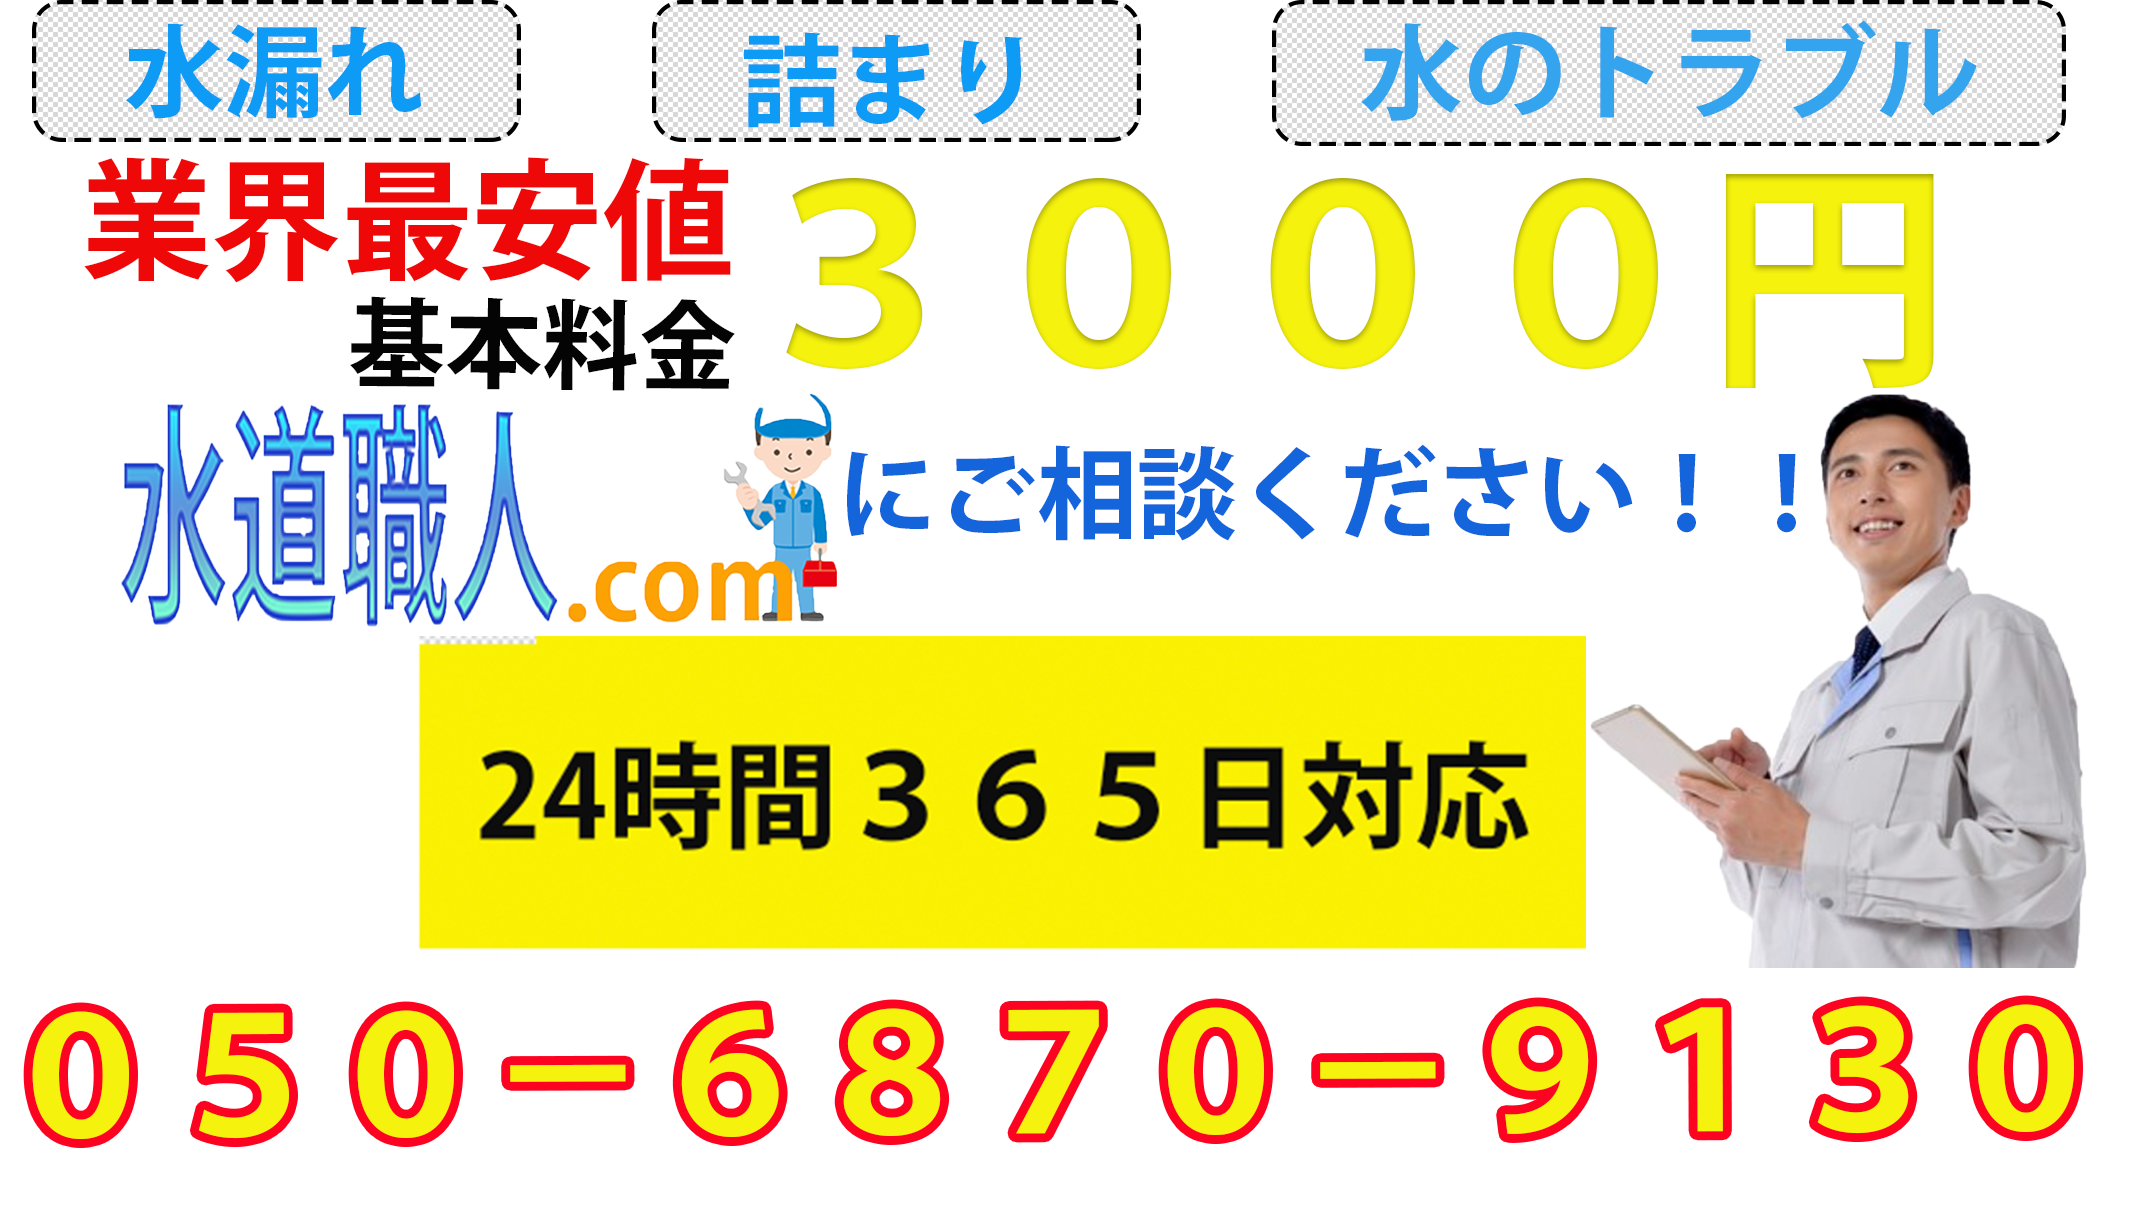 水漏れ 詰まり 水のトラブル
業界最安値 ３０００円
基本料金
水道職人.com にご相談ください！！
24時間３６５日対応
０５０－６８７０－９１３０